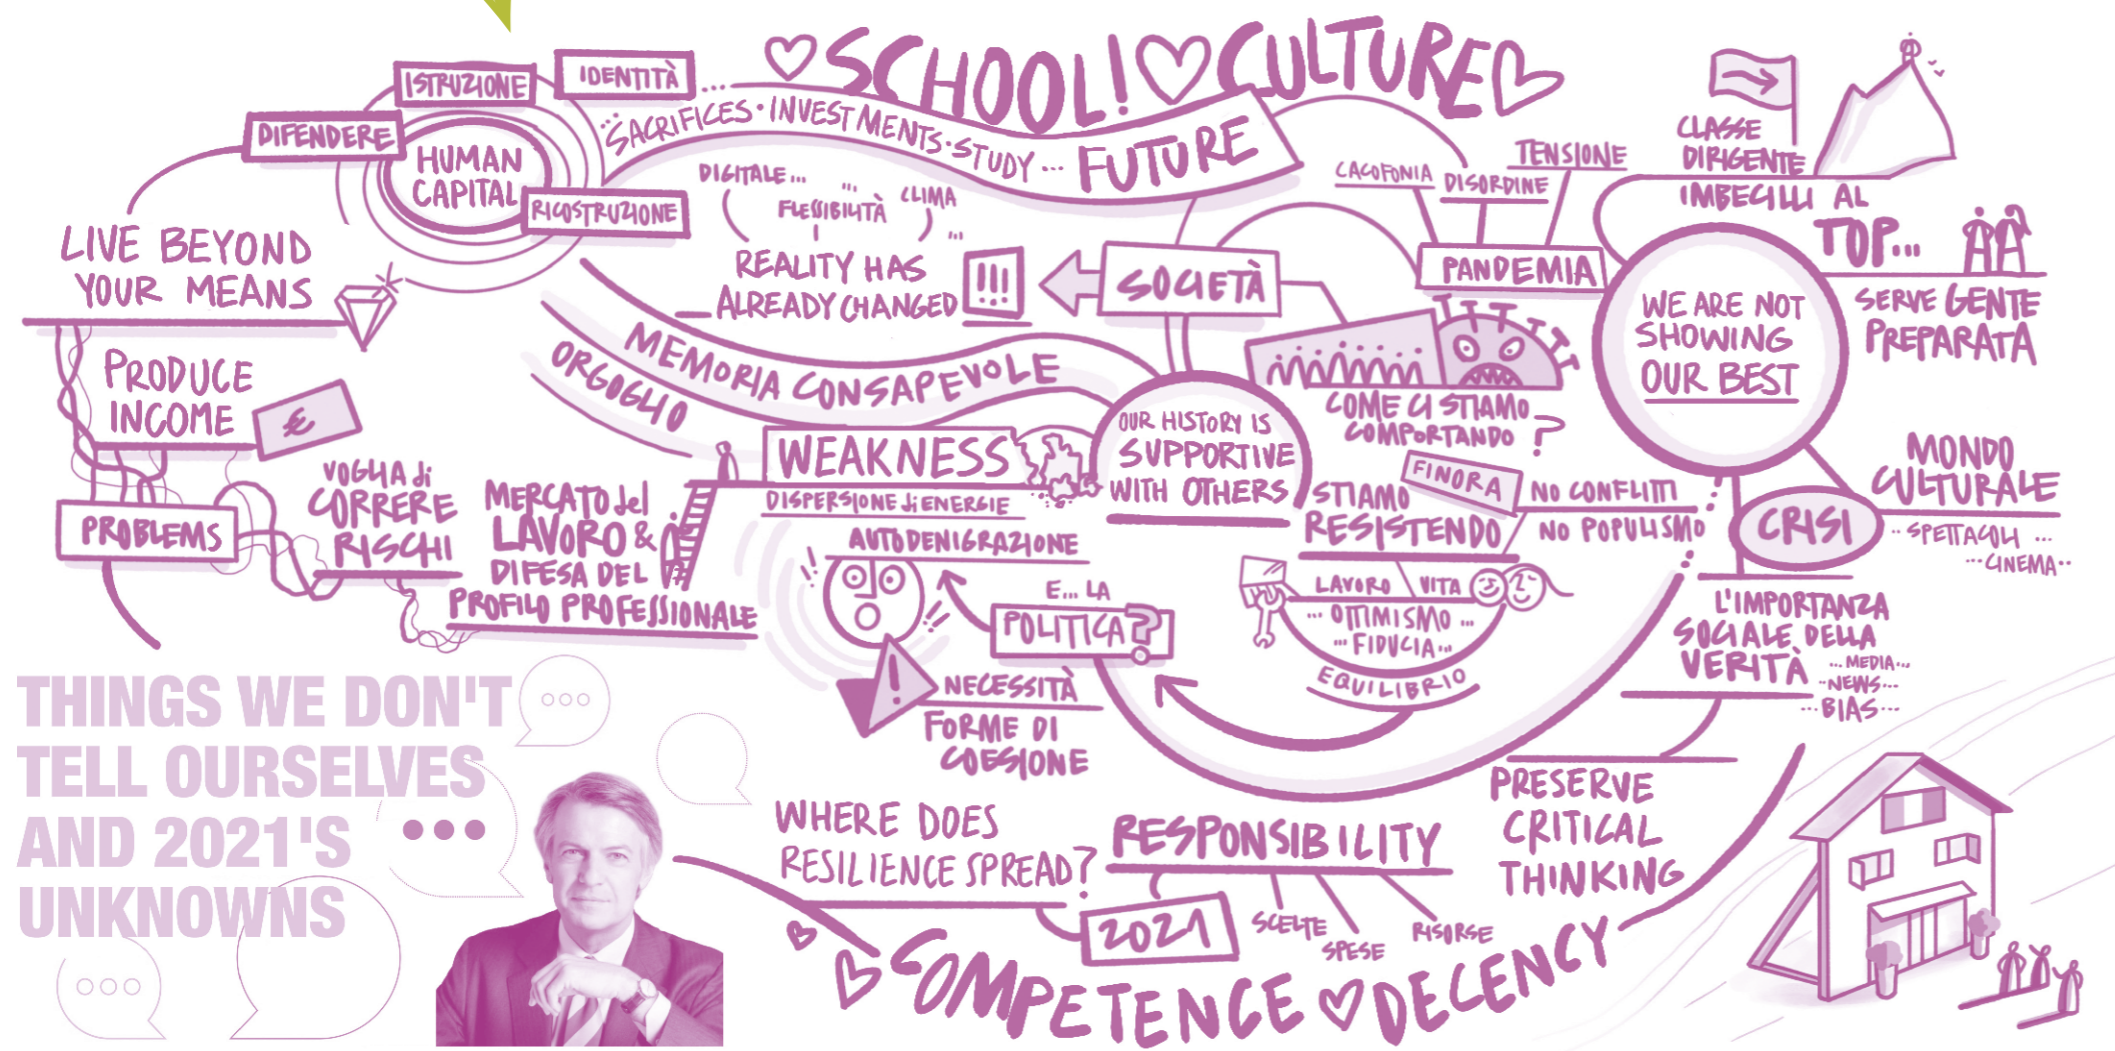 SCHOOL! CULTURE
ISTRUZIONE
IDENTITÀ
...
DIFENDERE
HUMAN
CAPITAL
RICOSTRUZIONE
... SACRIFICES · INVESTMENTS · STUDY ... FUTURE
DIGITALE ...
...
FLESSIBILITÀ
CLIMA
...
REALITY HAS
ALREADY CHANGED
!!!
SOCIETÀ
CACOFONIA
DISORDINE
TENSIONE
PANDEMIA
CLASSE
DIRIGENTE
IMBECILLI AL
TOP...
SERVE GENTE
PREPARATA
WE ARE NOT
SHOWING
OUR BEST
LIVE BEYOND
YOUR MEANS
PRODUCE
INCOME
€
PROBLEMS
VOGLIA di
CORRERE
RISCHI
MERCATO del
LAVORO &
DIFESA DEL
PROFILO PROFESSIONALE
MEMORIA CONSAPEVOLE
ORGOGLIO
WEAKNESS
DISPERSIONE di ENERGIE
AUTODENIGRAZIONE
!!
!!
OUR HISTORY IS
SUPPORTIVE
WITH OTHERS
COME CI STIAMO
COMPORTANDO ?
STIAMO
FINORA
RESISTENDO
NO CONFLITTI
NO POPULISMO
LAVORO VITA
... OTTIMISMO ...
... FIDUCIA ...
EQUILIBRIO
E... LA
POLITICA ?
!
NECESSITÀ
FORME DI
COESIONE
MONDO
CULTURALE
CRISI
.. SPETTACOLI ...
... CINEMA ..
L'IMPORTANZA
SOCIALE DELLA
VERITÀ
... MEDIA ...
.. NEWS ...
... BIAS ...
PRESERVE
CRITICAL
THINKING
THINGS WE DON'T
TELL OURSELVES
AND 2021'S
UNKNOWNS
WHERE DOES
RESILIENCE SPREAD?
RESPONSIBILITY
2021
SCELTE
SPESE
RISORSE
COMPETENCE DECENCY